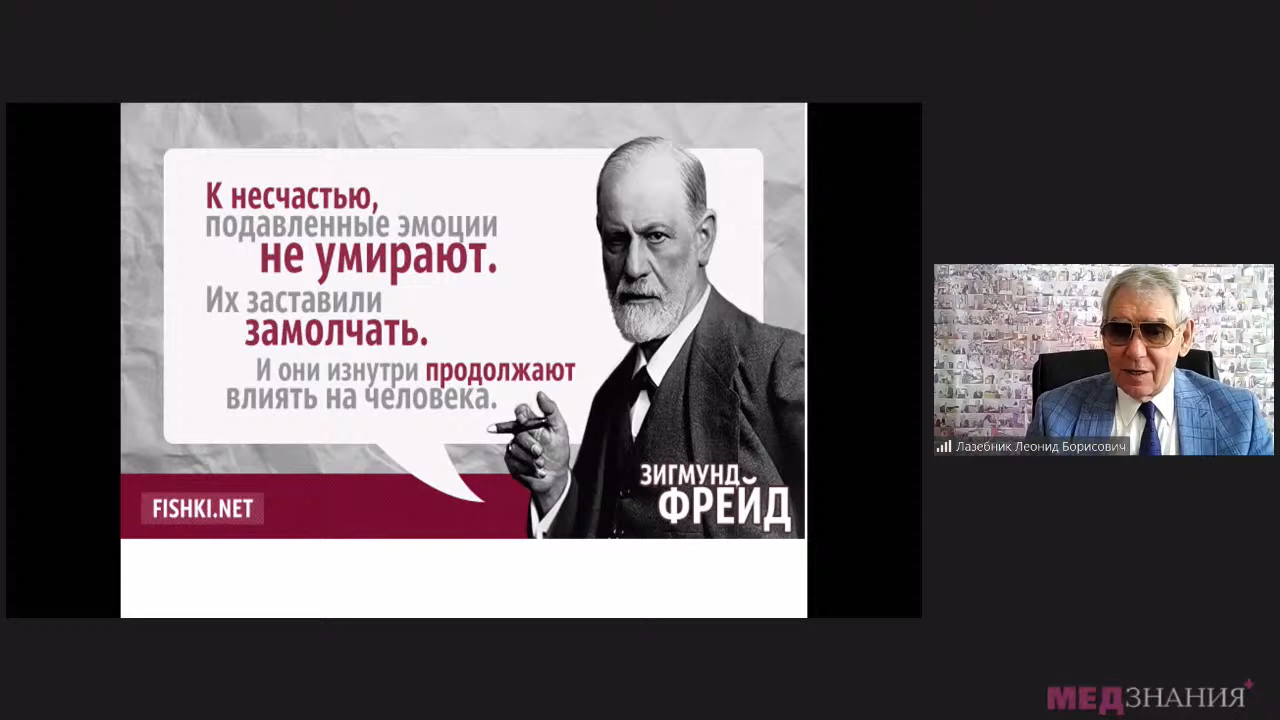 К несчастью,
подавленные эмоции
не умирают.
Их заставили
замолчать.
И они изнутри продолжают
влиять на человека.
ЗИГМУНД
ФРЕЙД
FISHKI.NET
Лазебник Леонид Борисович
МЕДЗНАНИЯ+